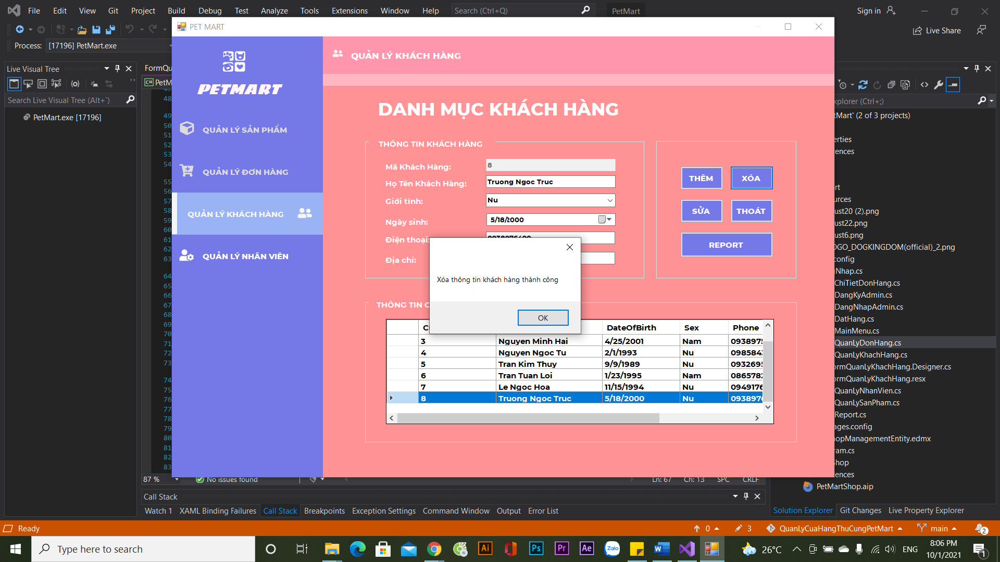 File Edit View Git Project Build Debug Test Analyze Tools Extensions Window Help Search (Ctrl+Q) PetMart Sign in
Live Share
Process: [17196] PetMart.exe
Live Visual Tree
Search Live Visual Tree (Alt+`)
PetMart.exe [17196]
PET MART
PETMART
QUẢN LÝ SẢN PHẨM
QUẢN LÝ ĐƠN HÀNG
QUẢN LÝ KHÁCH HÀNG
QUẢN LÝ NHÂN VIÊN
QUẢN LÝ KHÁCH HÀNG
DANH MỤC KHÁCH HÀNG
THÔNG TIN KHÁCH HÀNG
Mã Khách Hàng: 8
Họ Tên Khách Hàng: Truong Ngoc Truc
Giới tính: Nu
Ngày sinh: 5/18/2000
Điện thoại:
Địa chỉ:
THÊM XÓA
SỬA THOÁT
REPORT
Xóa thông tin khách hàng thành công
OK
THÔNG TIN
DateOfBirth Sex Phone
3 Nguyen Minh Hai 4/25/2001 Nam 093897
4 Nguyen Ngoc Tu 2/1/1993 Nu 098584
5 Tran Kim Thuy 9/9/1989 Nu 093269
6 Tran Tuan Loi 1/23/1995 Nam 086578
7 Le Ngoc Hoa 11/15/1994 Nu 094917
8 Truong Ngoc Truc 5/18/2000 Nu 093897
FormQu
C# PetM
48
49
50
51
52
53
54
55
56
57
58
59
60
61
62
63
64
65
66
67
68
69
70
71
72
73
74
75
76
77
78
79
80
81
82
83
87 % No issues found Ln: 67 Ch: 13 SPC CRLF
Call Stack
Watch 1 XAML Binding Failures Call Stack Breakpoints Exception Settings Command Window Output Error List
xplorer (Ctrl+;)
tMart' (2 of 3 projects)
erties
rences
rt
urces
ust20 (2).png
ust22.png
ust6.png
OGO_DOGKINGDOM(official)_2.png
config
Nhap.cs
ChiTietDonHang.cs
DangKyAdmin.cs
DangNhapAdmin.cs
DatHang.cs
MainMenu.cs
QuanLyDonHang.cs
QuanLyKhachHang.cs
ormQuanLyKhachHang.Designer.cs
ormQuanLyKhachHang.resx
QuanLyNhanVien.cs
QuanLySanPham.cs
Report.cs
ages.config
opManagementEntity.edmx
ram.cs
hop
rences
PetMartShop.aip
Solution Explorer Git Changes Live Property Explorer
Ready 0 3 QuanLyCuaHangThuCungPetMart main 2
Type here to search Ai Ps Pr Ae Zalo 26°C ENG 8:06 PM
10/1/2021 1